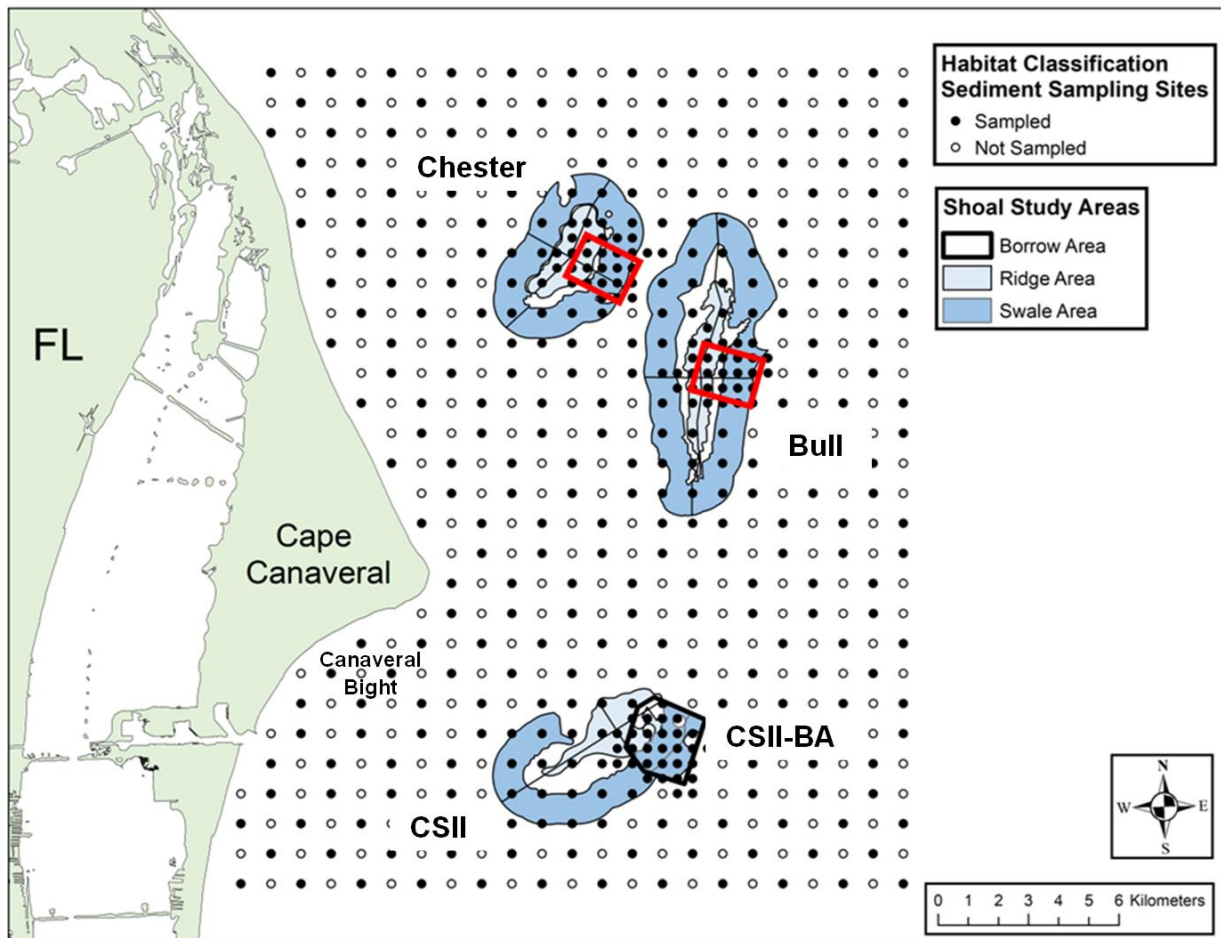 Habitat Classification
Sediment Sampling Sites
Sampled
Not Sampled
Chester
Shoal Study Areas
Borrow Area
Ridge Area
Swale Area
FL
Bull
Cape
Canaveral
Canaveral
Bight
CSII-BA
CSII
N
W E
S
0 1 2 3 4 5 6 Kilometers